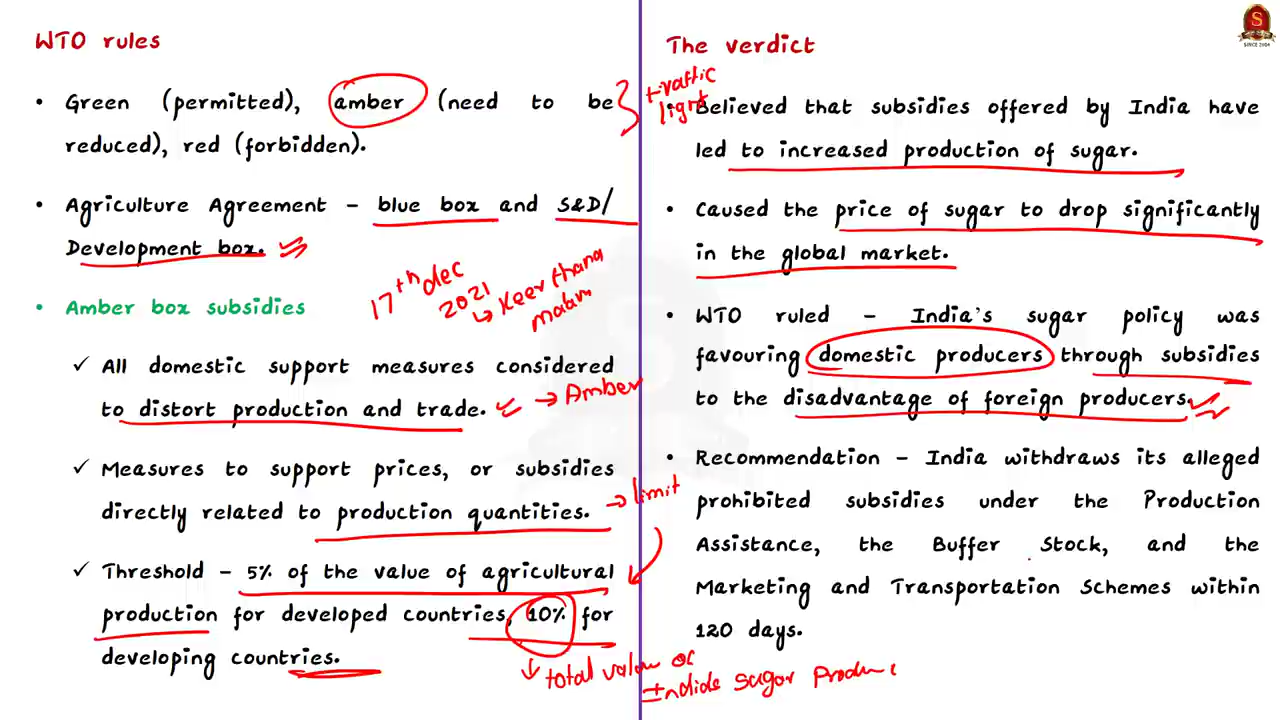 WTO rules
• Green (permitted), amber (need to be
reduced), red (forbidden).
traffic
light
• Agriculture Agreement – blue box and S&D/
Development box.
17th dec
2021
↳ Keerthana
madam
• Amber box subsidies
✓ All domestic support measures considered
to distort production and trade.
→ Amber
✓ Measures to support prices, or subsidies
directly related to production quantities.
→ limit
✓ Threshold – 5% of the value of agricultural
production for developed countries, 10% for
developing countries.
↓ total value of
sugar
The verdict
• Believed that subsidies offered by India have
led to increased production of sugar.
• Caused the price of sugar to drop significantly
in the global market.
• WTO ruled – India's sugar policy was
favouring domestic producers through subsidies
to the disadvantage of foreign producers.
• Recommendation – India withdraws its alleged
prohibited subsidies under the Production
Assistance, the Buffer Stock, and the
Marketing and Transportation Schemes within
120 days.
S
SINCE 2004